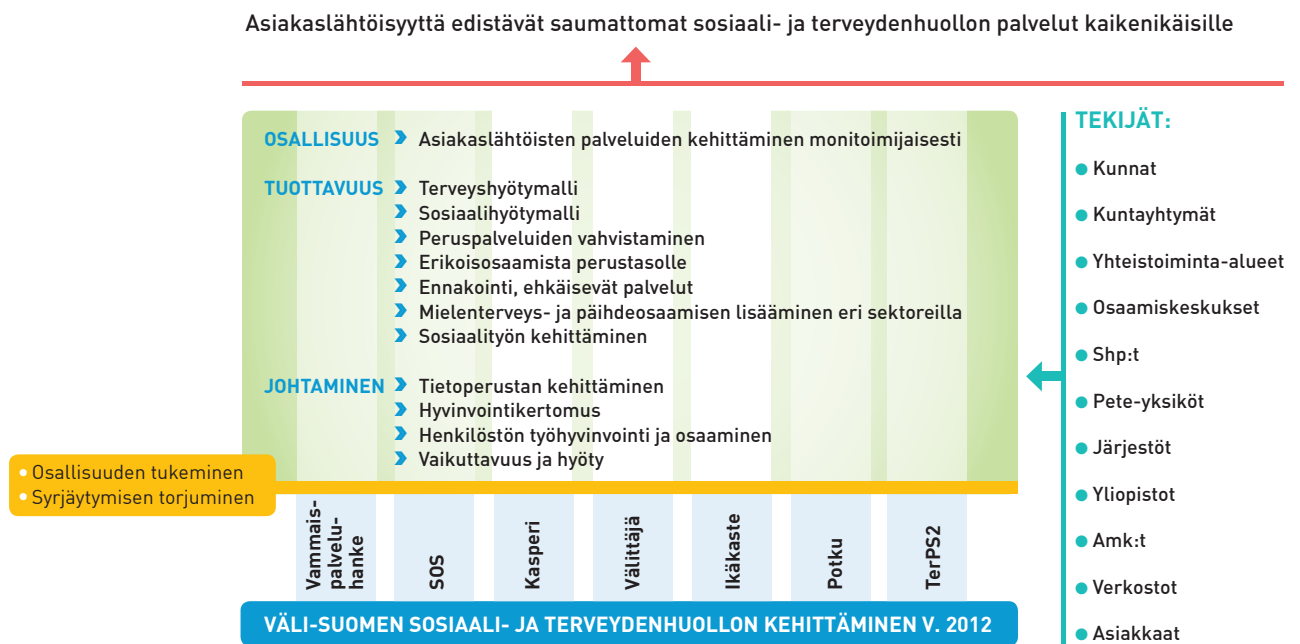 Asiakaslähtöisyyttä edistävät saumattomat sosiaali- ja terveydenhuollon palvelut kaikenikäisille
OSALLISUUS Asiakaslähtöisten palveluiden kehittäminen monitoimijaisesti
TUOTTAVUUS Terveyshyötymalli
Sosiaalihyötymalli
Peruspalveluiden vahvistaminen
Erikoisosaamista perustasolle
Ennakointi, ehkäisevät palvelut
Mielenterveys- ja päihdeosaamisen lisääminen eri sektoreilla
Sosiaalityön kehittäminen
JOHTAMINEN Tietoperustan kehittäminen
Hyvinvointikertomus
Henkilöstön työhyvinvointi ja osaaminen
Vaikuttavuus ja hyöty
• Osallisuuden tukeminen
• Syrjäytymisen torjuminen
Vammais-
palvelu-
hanke
SOS
Kasperi
Välittäjä
Ikäkaste
Potku
TerPS2
VÄLI-SUOMEN SOSIAALI- JA TERVEYDENHUOLLON KEHITTÄMINEN V. 2012
TEKIJÄT:
• Kunnat
• Kuntayhtymät
• Yhteistoiminta-alueet
• Osaamiskeskukset
• Shp:t
• Pete-yksiköt
• Järjestöt
• Yliopistot
• Amk:t
• Verkostot
• Asiakkaat